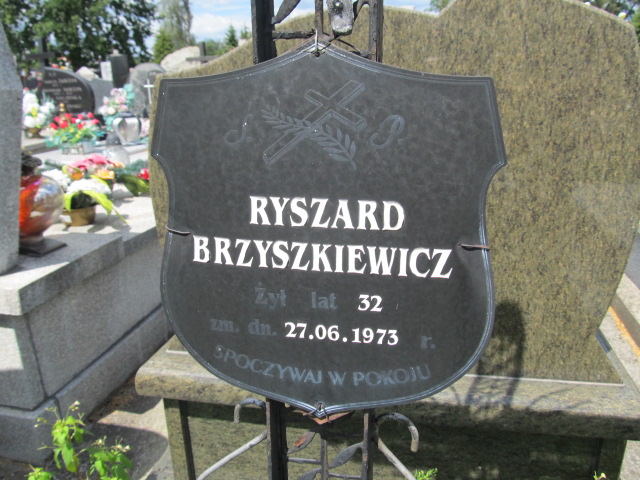 Ś. P.
RYSZARD
BRZYSZKIEWICZ
Żył lat 32
zm. dn. 27.06.1973 r.
SPOCZYWAJ W POKOJU